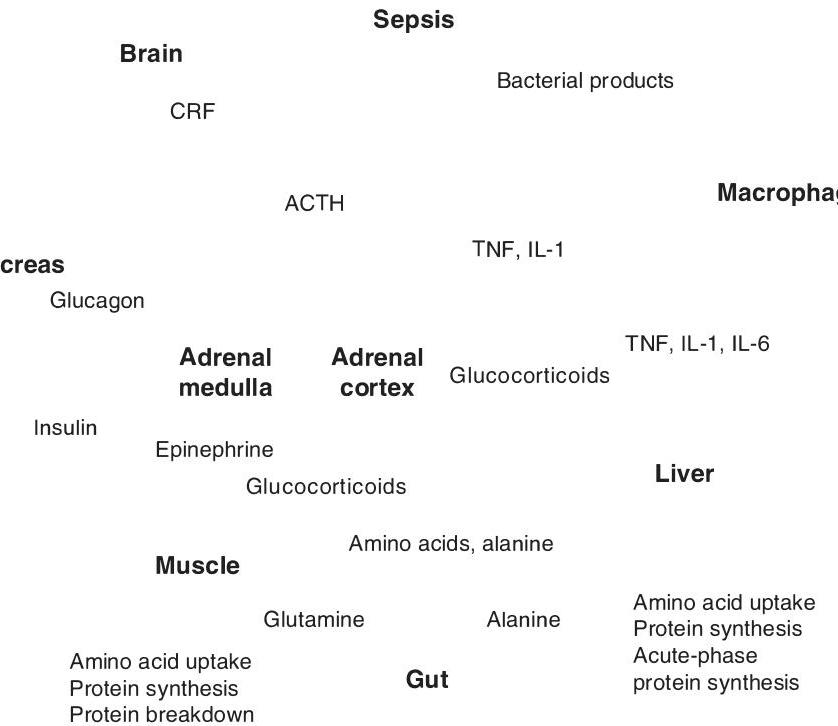 Sepsis
Brain
Bacterial products
CRF
Macrophag
ACTH
TNF, IL-1
creas
Glucagon
TNF, IL-1, IL-6
Adrenal
medulla
Adrenal
cortex
Glucocorticoids
Insulin
Epinephrine
Glucocorticoids
Liver
Amino acids, alanine
Muscle
Glutamine
Alanine
Amino acid uptake
Protein synthesis
Acute-phase
protein synthesis
Amino acid uptake
Protein synthesis
Protein breakdown
Gut